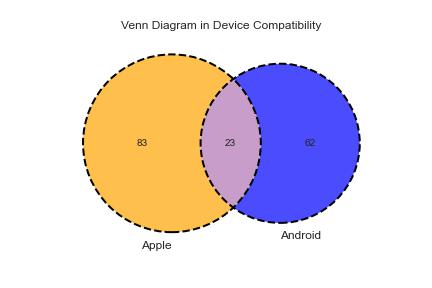 Venn Diagram in Device Compatibility
83
23
62
Android
Apple